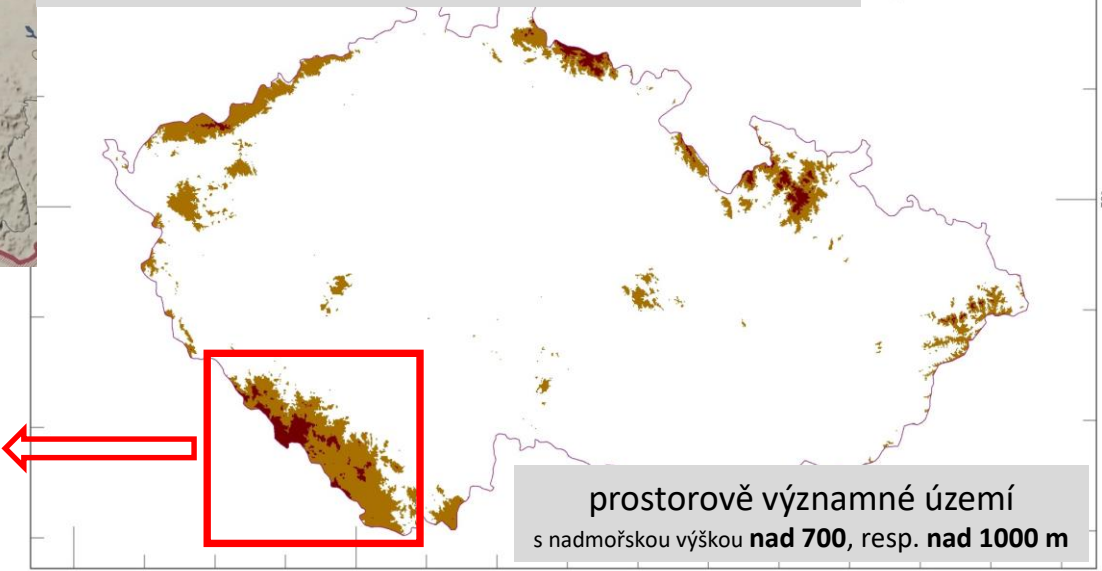 prostorově významné území
s nadmořskou výškou nad 700, resp. nad 1000 m